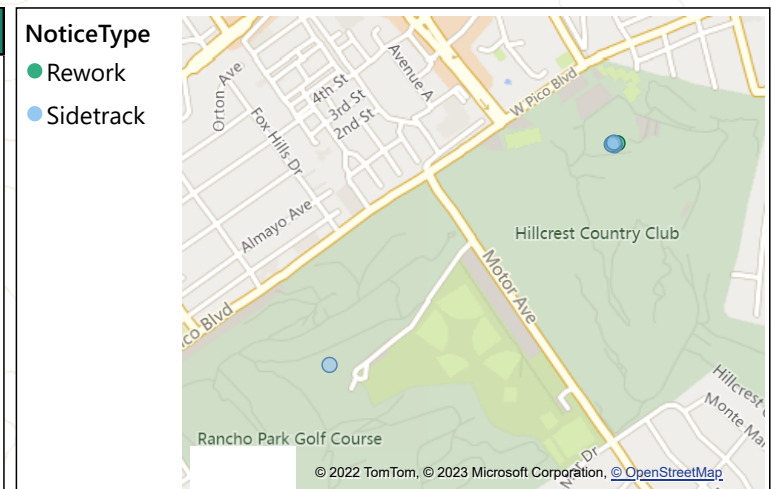 NoticeType
Rework
Sidetrack
Orton Ave
Avenue A
4th St
3rd St
2nd St
Fox Hills Dr
W Pico Blvd
Almayo Ave
Hillcrest Country Club
Motor Ave
ico Blvd
Hillcrest
Monte Ma
Rancho Park Golf Course
Dr
© 2022 TomTom, © 2023 Microsoft Corporation, © OpenStreetMap